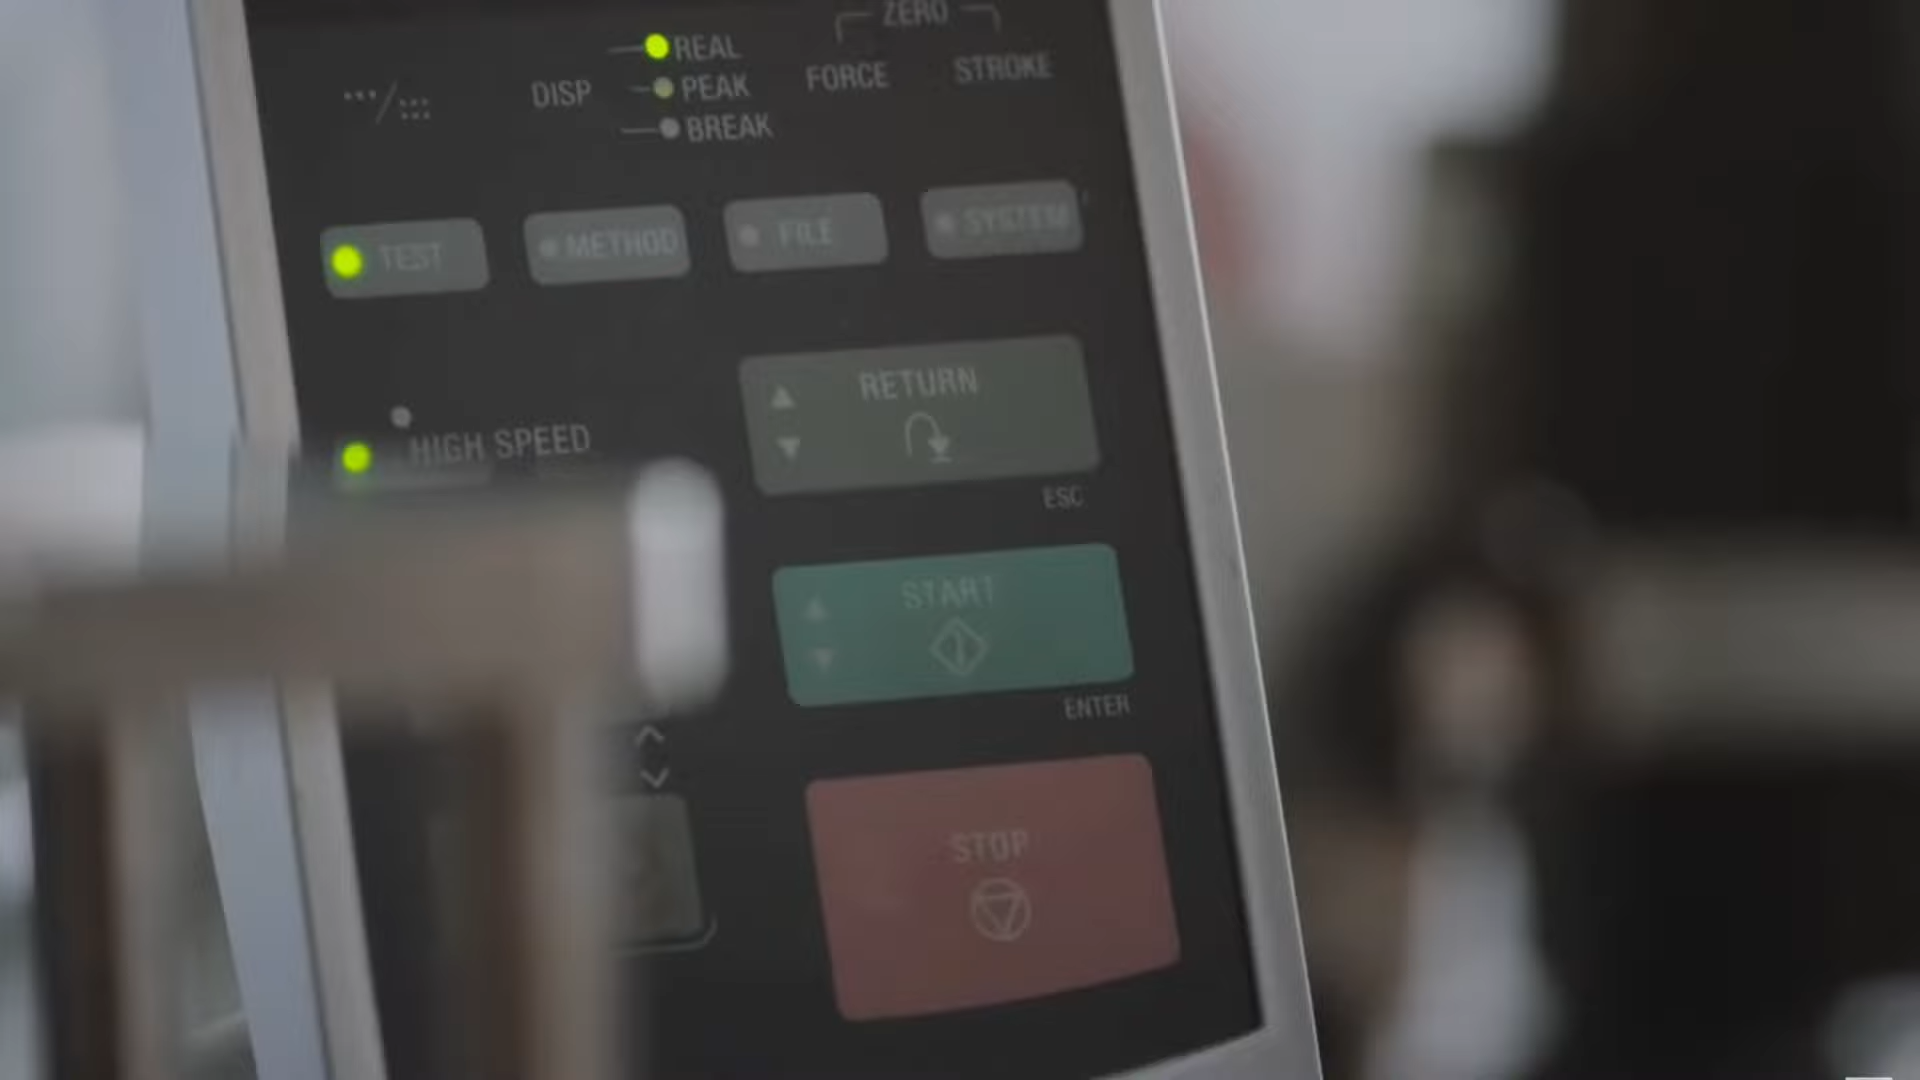 ZERO
REAL
DISP PEAK FORCE STROKE
BREAK
TEST METHOD FILE SYSTEM
RETURN
HIGH SPEED
ESC
START
ENTER
STOP